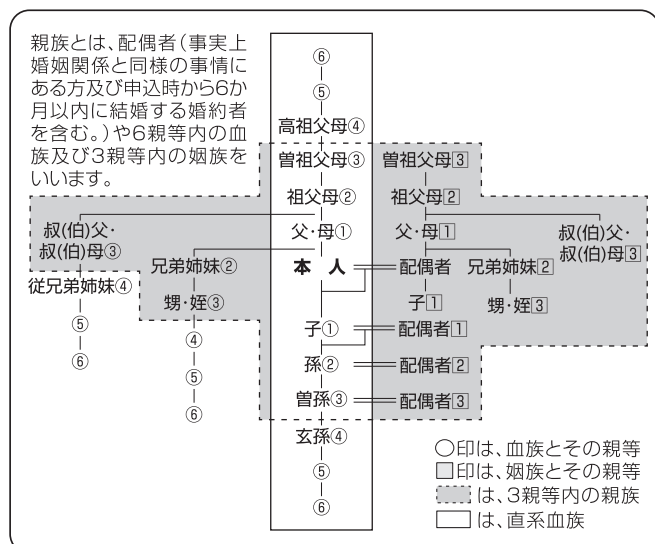 親族とは、配偶者(事実上
婚姻関係と同様の事情に
ある方及び申込時から6か
月以内に結婚する婚約者
を含む。)や6親等内の血
族及び3親等内の姻族を
いいます。
⑥
⑤
高祖父母④
曽祖父母③ 曽祖父母3
祖父母② 祖父母2
叔(伯)父・
叔(伯)母③
父・母① 父・母1
叔(伯)父・
叔(伯)母3
従兄弟姉妹④
⑤
⑥
兄弟姉妹②
甥・姪③
④
⑤
⑥
本 人 配偶者
兄弟姉妹2
甥・姪3
子1
子① 配偶者1
孫② 配偶者2
曽孫③ 配偶者3
玄孫④
⑤
⑥
○印は、血族とその親等
□印は、姻族とその親等
は、3親等内の親族
は、直系血族